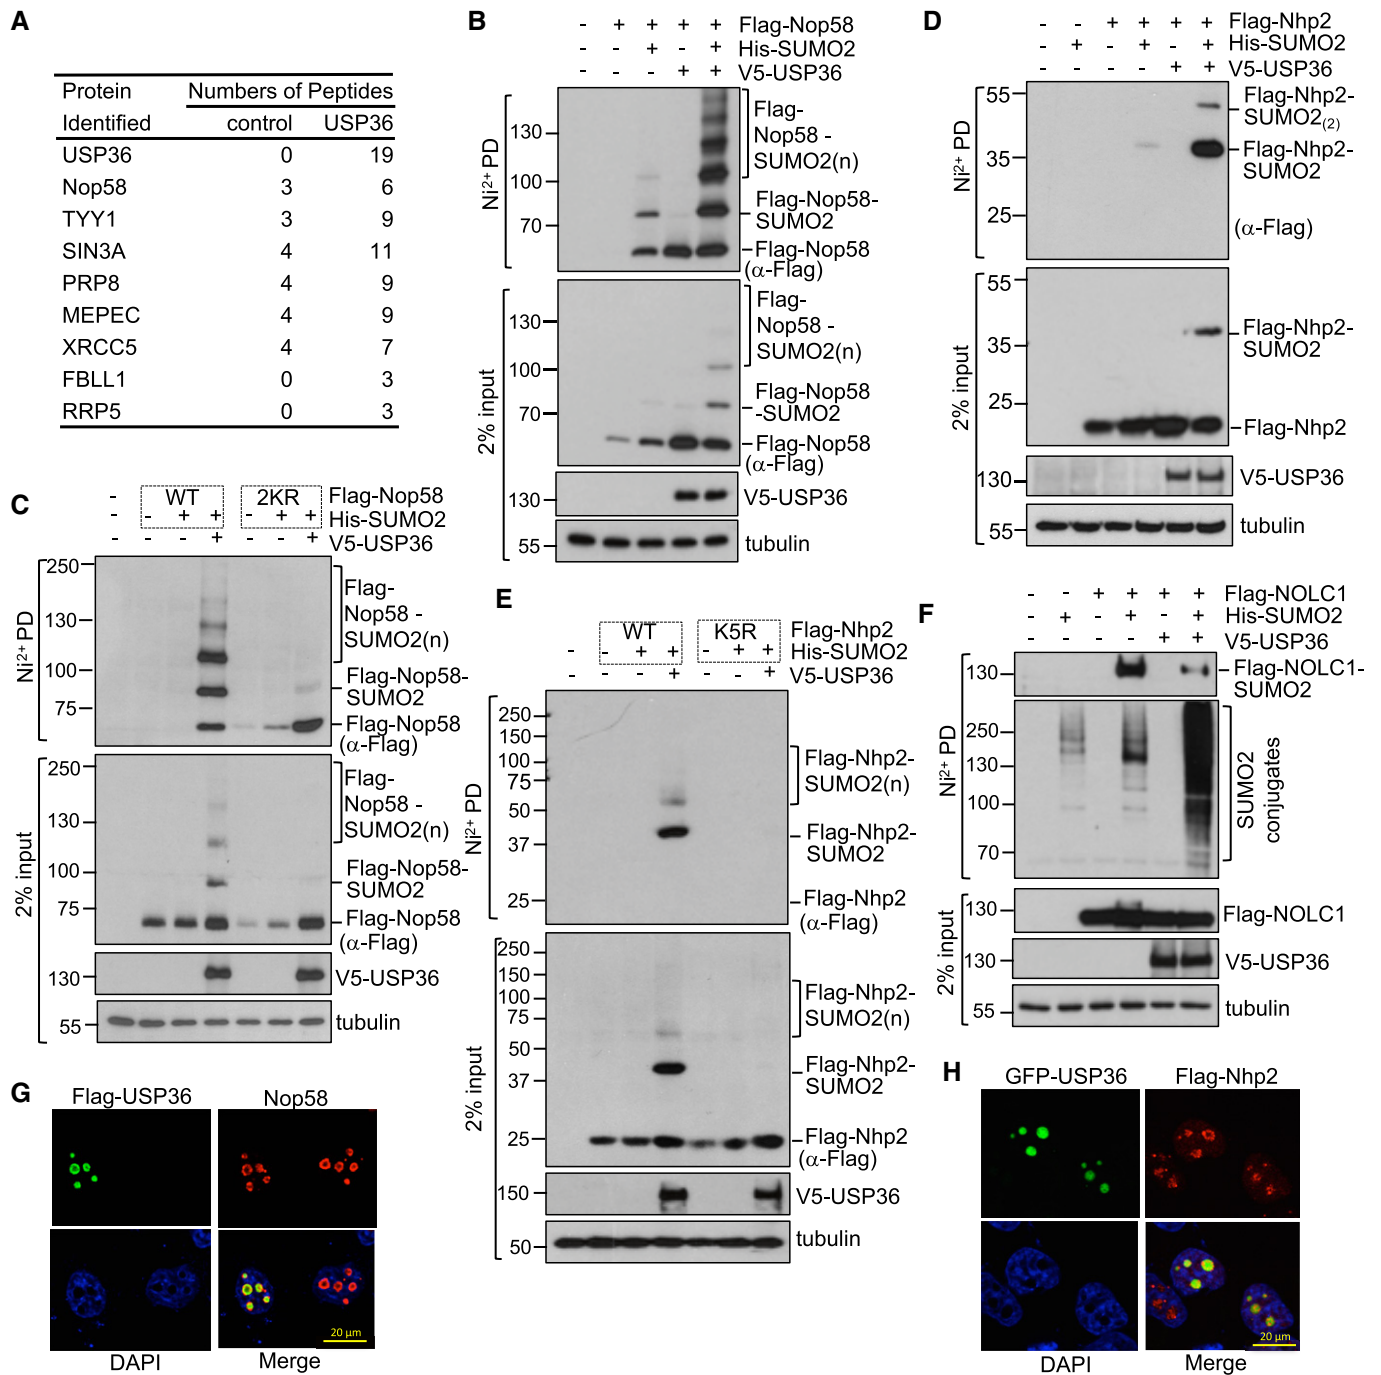 A
Protein Numbers of Peptides
Identified control USP36
USP36 0 19
Nop58 3 6
TYY1 3 9
SIN3A 4 11
PRP8 4 9
MEPEC 4 9
XRCC5 4 7
FBLL1 0 3
RRP5 0 3
B
- + + + + Flag-Nop58
- - + - + His-SUMO2
- - - + + V5-USP36
Ni²⁺ PD
130
100
70
Flag-
Nop58 -
SUMO2(n)
Flag-Nop58-
SUMO2
Flag-Nop58
(α-Flag)
2% input
130
100
70
Flag-
Nop58 -
SUMO2(n)
Flag-Nop58
-SUMO2
Flag-Nop58
(α-Flag)
130
V5-USP36
55
tubulin
C
WT 2KR Flag-Nop58
- - + + - + + His-SUMO2
- - - + - - + V5-USP36
Ni²⁺ PD
250
130
100
75
Flag-
Nop58 -
SUMO2(n)
Flag-Nop58-
SUMO2
Flag-Nop58
(α-Flag)
2% input
250
130
100
75
Flag-
Nop58 -
SUMO2(n)
Flag-Nop58-
SUMO2
Flag-Nop58
(α-Flag)
130
V5-USP36
55
tubulin
D
- - + + + + Flag-Nhp2
- + - + - + His-SUMO2
- - - - + + V5-USP36
Ni²⁺ PD
55
35
25
Flag-Nhp2-
SUMO2(2)
Flag-Nhp2-
SUMO2
(α-Flag)
2% input
55
35
25
Flag-Nhp2-
SUMO2
Flag-Nhp2
130
V5-USP36
55
tubulin
E
WT K5R Flag-Nhp2
- - + + - + + His-SUMO2
- - - + - - + V5-USP36
Ni²⁺ PD
250
150
100
75
50
37
25
Flag-Nhp2-
SUMO2(n)
Flag-Nhp2-
SUMO2
Flag-Nhp2
(α-Flag)
2% input
250
150
100
75
50
37
25
Flag-Nhp2-
SUMO2(n)
Flag-Nhp2-
SUMO2
Flag-Nhp2
(α-Flag)
150
V5-USP36
50
tubulin
F
- - + + + + Flag-NOLC1
- + - + - + His-SUMO2
- - - - + + V5-USP36
Ni²⁺ PD
130
Flag-NOLC1-
SUMO2
250
130
100
70
SUMO2
conjugates
2% input
130
Flag-NOLC1
130
V5-USP36
55
tubulin
G
Flag-USP36 Nop58
20 µm
DAPI Merge
H
GFP-USP36 Flag-Nhp2
20 µm
DAPI Merge